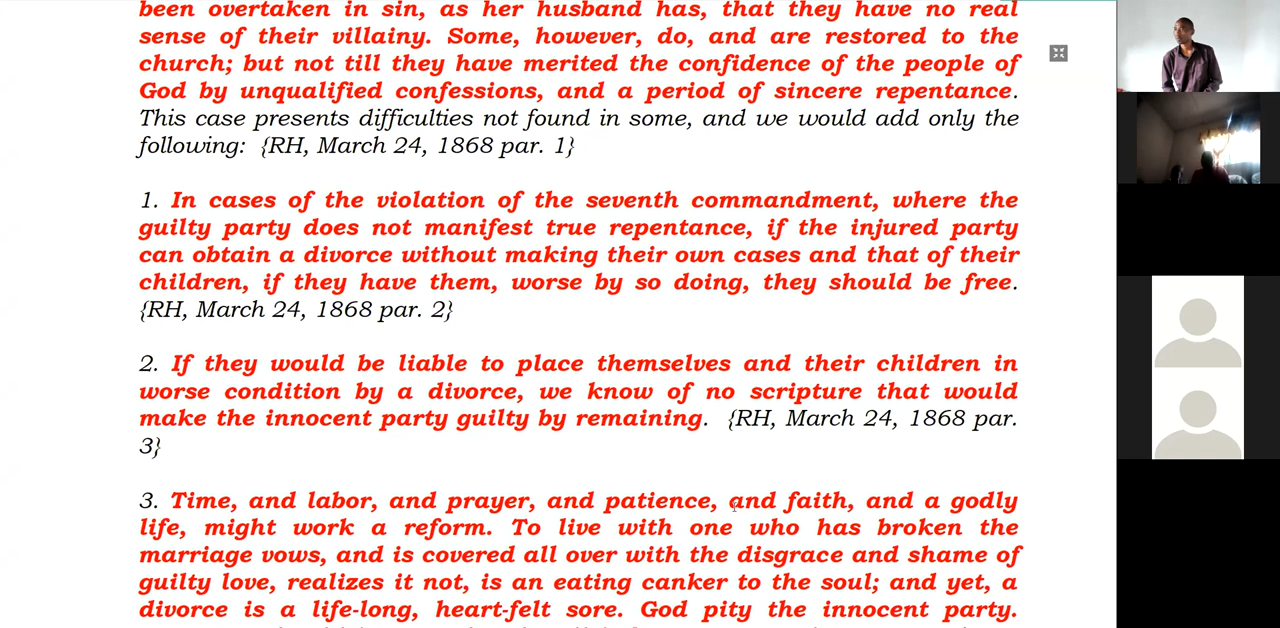 been overtaken in sin, as her husband has, that they have no real
sense of their villainy. Some, however, do, and are restored to the
church; but not till they have merited the confidence of the people of
God by unqualified confessions, and a period of sincere repentance.
This case presents difficulties not found in some, and we would add only the
following: {RH, March 24, 1868 par. 1}
1. In cases of the violation of the seventh commandment, where the
guilty party does not manifest true repentance, if the injured party
can obtain a divorce without making their own cases and that of their
children, if they have them, worse by so doing, they should be free.
{RH, March 24, 1868 par. 2}
2. If they would be liable to place themselves and their children in
worse condition by a divorce, we know of no scripture that would
make the innocent party guilty by remaining. {RH, March 24, 1868 par.
3}
3. Time, and labor, and prayer, and patience, and faith, and a godly
life, might work a reform. To live with one who has broken the
marriage vows, and is covered all over with the disgrace and shame of
guilty love, realizes it not, is an eating canker to the soul; and yet, a
divorce is a life-long, heart-felt sore. God pity the innocent party.